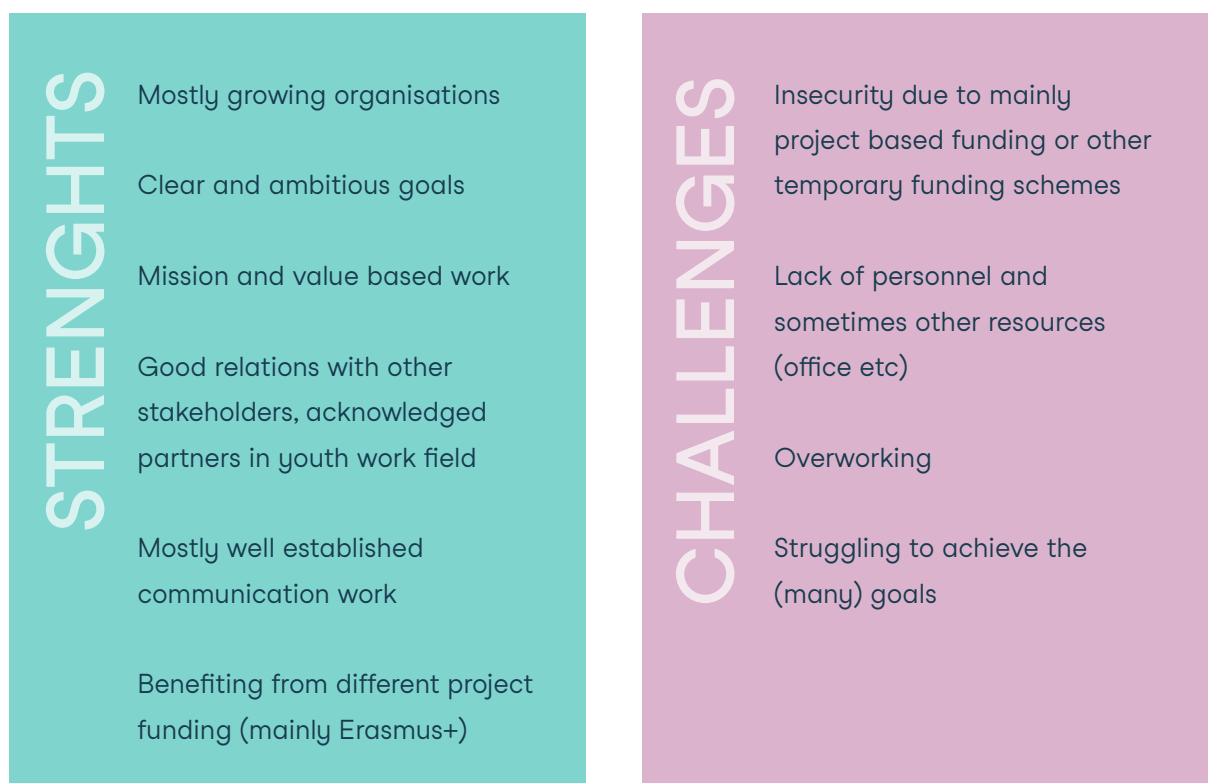 STRENGHTS
Mostly growing organisations
Clear and ambitious goals
Mission and value based work
Good relations with other
stakeholders, acknowledged
partners in youth work field
Mostly well established
communication work
Benefiting from different project
funding (mainly Erasmus+)
CHALLENGES
Insecurity due to mainly
project based funding or other
temporary funding schemes
Lack of personnel and
sometimes other resources
(office etc)
Overworking
Struggling to achieve the
(many) goals